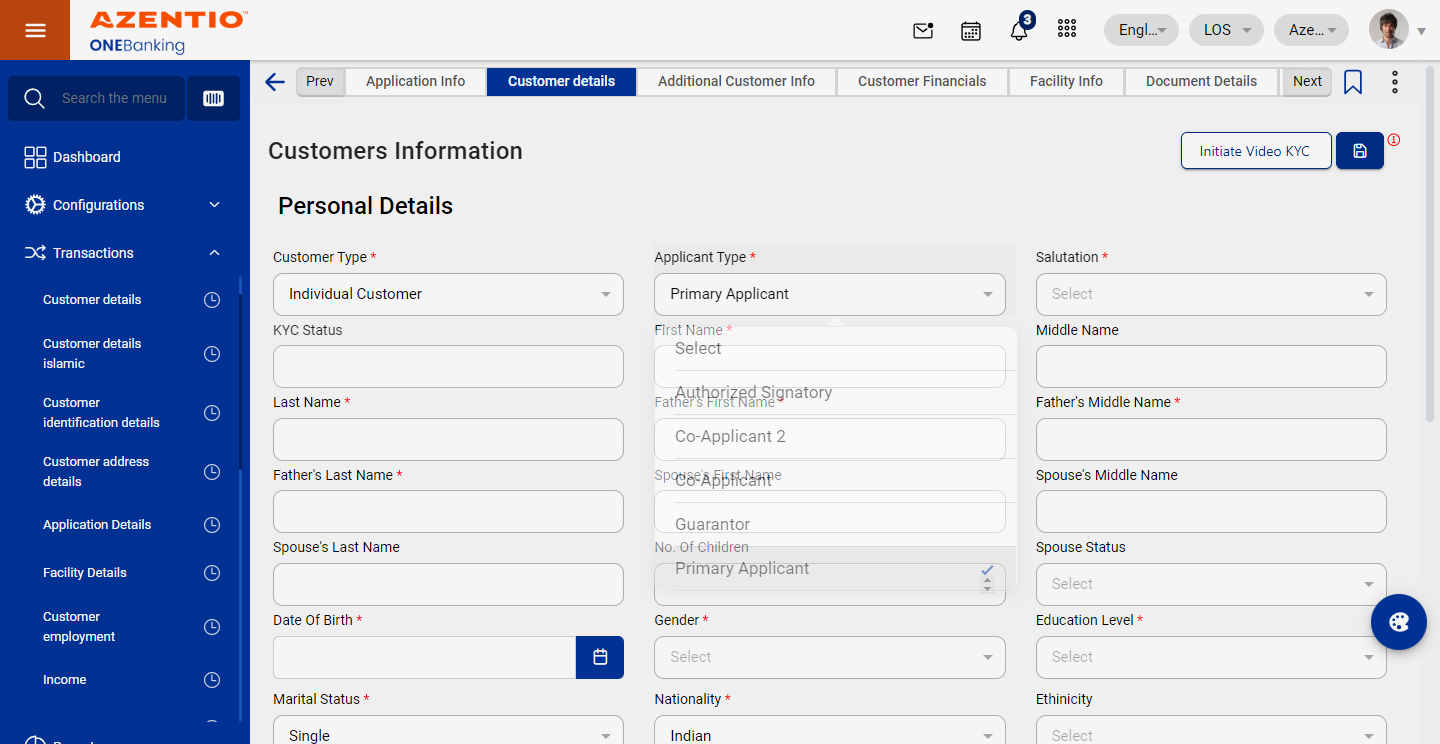 AZENTIO™
ONEBanking
3
Engl...
LOS
Aze...
Search the menu
Prev
Application Info
Customer details
Additional Customer Info
Customer Financials
Facility Info
Document Details
Next
Dashboard
Configurations
Transactions
Customer details
Customer details
islamic
Customer
identification details
Customer address
details
Application Details
Facility Details
Customer
employment
Income
Customers Information
Initiate Video KYC
Personal Details
Customer Type *
Applicant Type *
Salutation *
Individual Customer
Primary Applicant
Select
KYC Status
First Name *
Middle Name
Select
Authorized Signatory
Last Name *
Father's First Name *
Father's Middle Name *
Co-Applicant 2
Father's Last Name *
Spouse's First Name
Spouse's Middle Name
Co-Applicant
Guarantor
Spouse's Last Name
No. Of Children
Spouse Status
Primary Applicant
Select
Date Of Birth *
Gender *
Education Level *
Select
Select
Marital Status *
Nationality *
Ethinicity
Single
Indian
Select